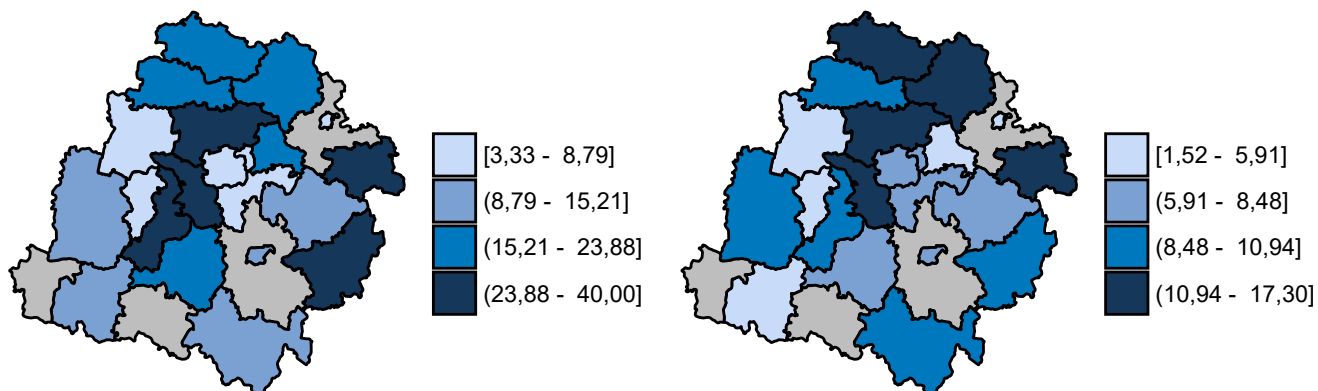 [3,33 - 8,79]
(8,79 - 15,21]
(15,21 - 23,88]
(23,88 - 40,00]
[1,52 - 5,91]
(5,91 - 8,48]
(8,48 - 10,94]
(10,94 - 17,30]